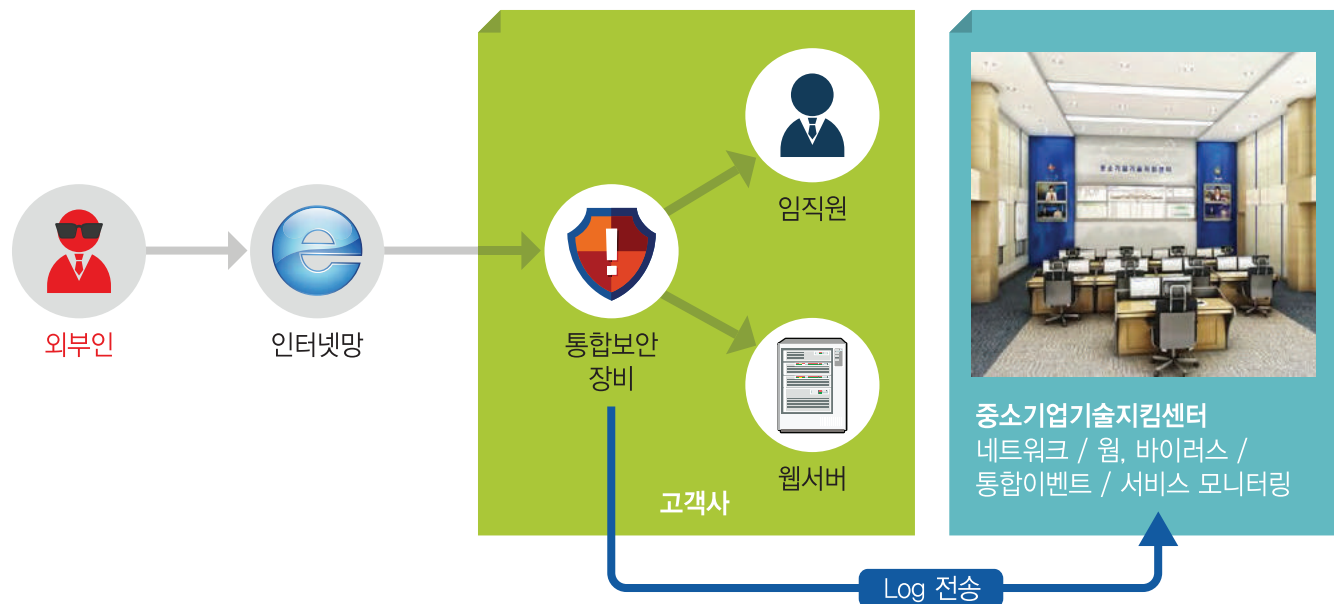 외부인
인터넷망
통합보안
장비
임직원
웹서버
고객사
중소기업기술지킴센터
네트워크 / 웜, 바이러스 /
통합이벤트 / 서비스 모니터링
Log 전송